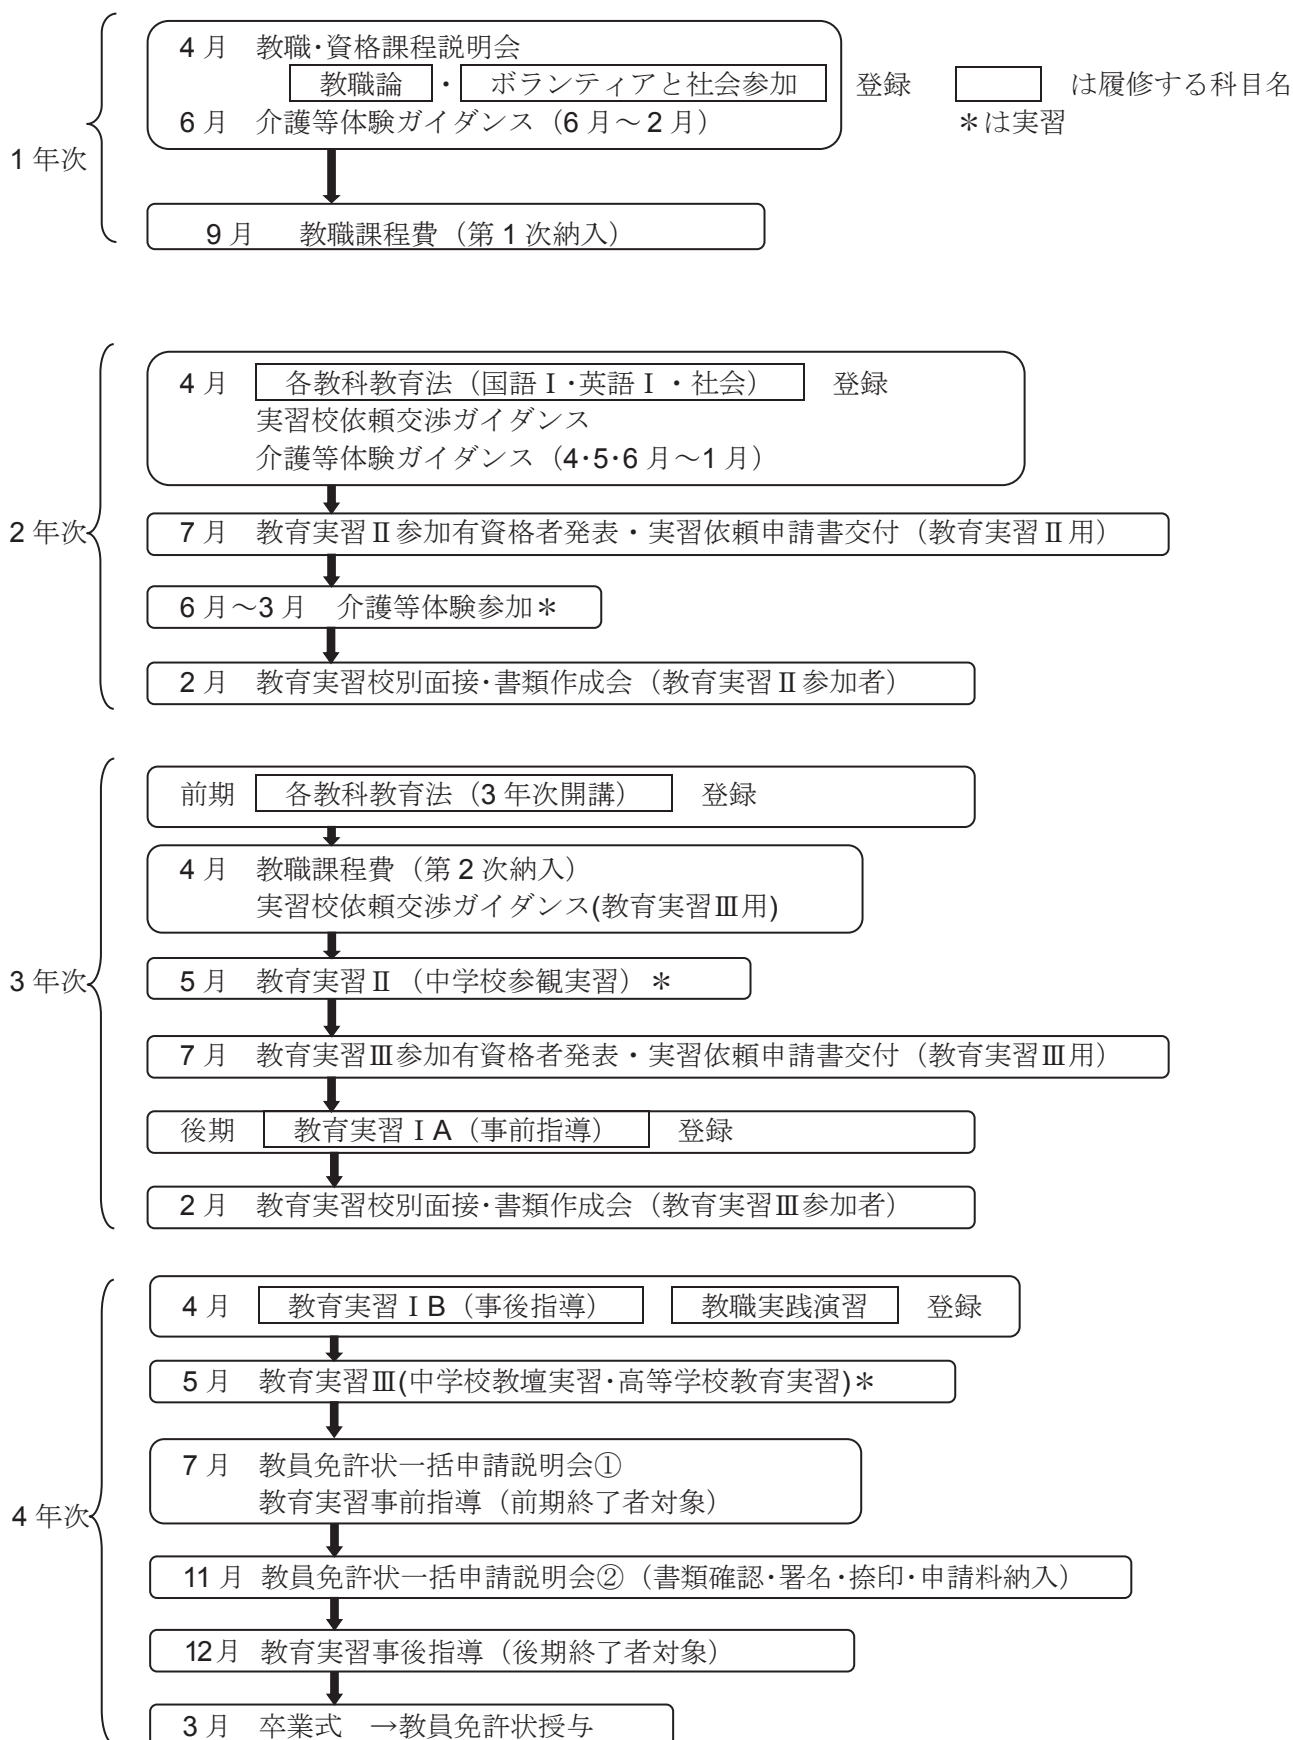 4 月 教職・資格課程説明会
教職論 ・ ボランティアと社会参加 登録 は履修する科目名
6 月 介護等体験ガイダンス（6 月～2 月） ＊は実習
1 年次
9 月 教職課程費（第 1 次納入）
4 月 各教科教育法（国語Ⅰ・英語Ⅰ・社会） 登録
実習校依頼交渉ガイダンス
介護等体験ガイダンス（4・5・6 月～1 月）
2 年次
7 月 教育実習Ⅱ参加有資格者発表・実習依頼申請書交付（教育実習Ⅱ用）
6 月～3 月 介護等体験参加＊
2 月 教育実習校別面接・書類作成会（教育実習Ⅱ参加者）
前期 各教科教育法（3 年次開講） 登録
4 月 教職課程費（第 2 次納入）
実習校依頼交渉ガイダンス(教育実習Ⅲ用)
3 年次
5 月 教育実習Ⅱ（中学校参観実習）＊
7 月 教育実習Ⅲ参加有資格者発表・実習依頼申請書交付（教育実習Ⅲ用）
後期 教育実習ⅠA（事前指導） 登録
2 月 教育実習校別面接・書類作成会（教育実習Ⅲ参加者）
4 月 教育実習ⅠB（事後指導） 教職実践演習 登録
5 月 教育実習Ⅲ(中学校教壇実習・高等学校教育実習)＊
7 月 教員免許状一括申請説明会①
教育実習事前指導（前期終了者対象）
4 年次
11 月 教員免許状一括申請説明会②（書類確認・署名・捺印・申請料納入）
12 月 教育実習事後指導（後期終了者対象）
3 月 卒業式 →教員免許状授与